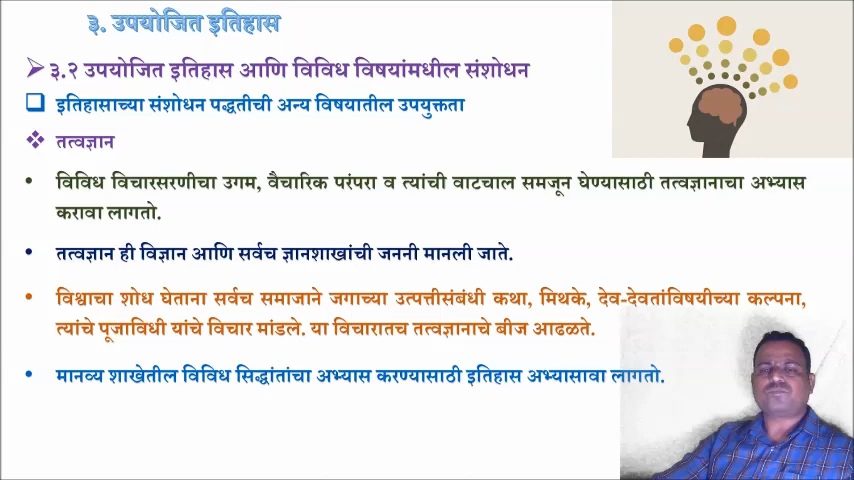 ३. उपयोजित इतिहास
३.२ उपयोजित इतिहास आणि विविध विषयांमधील संशोधन
इतिहासाच्या संशोधन पद्धतीची अन्य विषयातील उपयुक्तता
तत्वज्ञान
• विविध विचारसरणीचा उगम, वैचारिक परंपरा व त्यांची वाटचाल समजून घेण्यासाठी तत्वज्ञानाचा अभ्यास
करावा लागतो.
• तत्वज्ञान ही विज्ञान आणि सर्वच ज्ञानशाखांची जननी मानली जाते.
• विश्वाचा शोध घेताना सर्वच समाजाने जगाच्या उत्पत्तीसंबंधी कथा, मिथके, देव-देवतांविषयीच्या कल्पना,
त्यांचे पूजाविधी यांचे विचार मांडले. या विचारातच तत्वज्ञानाचे बीज आढळते.
• मानव्य शाखेतील विविध सिद्धांतांचा अभ्यास करण्यासाठी इतिहास अभ्यासावा लागतो.